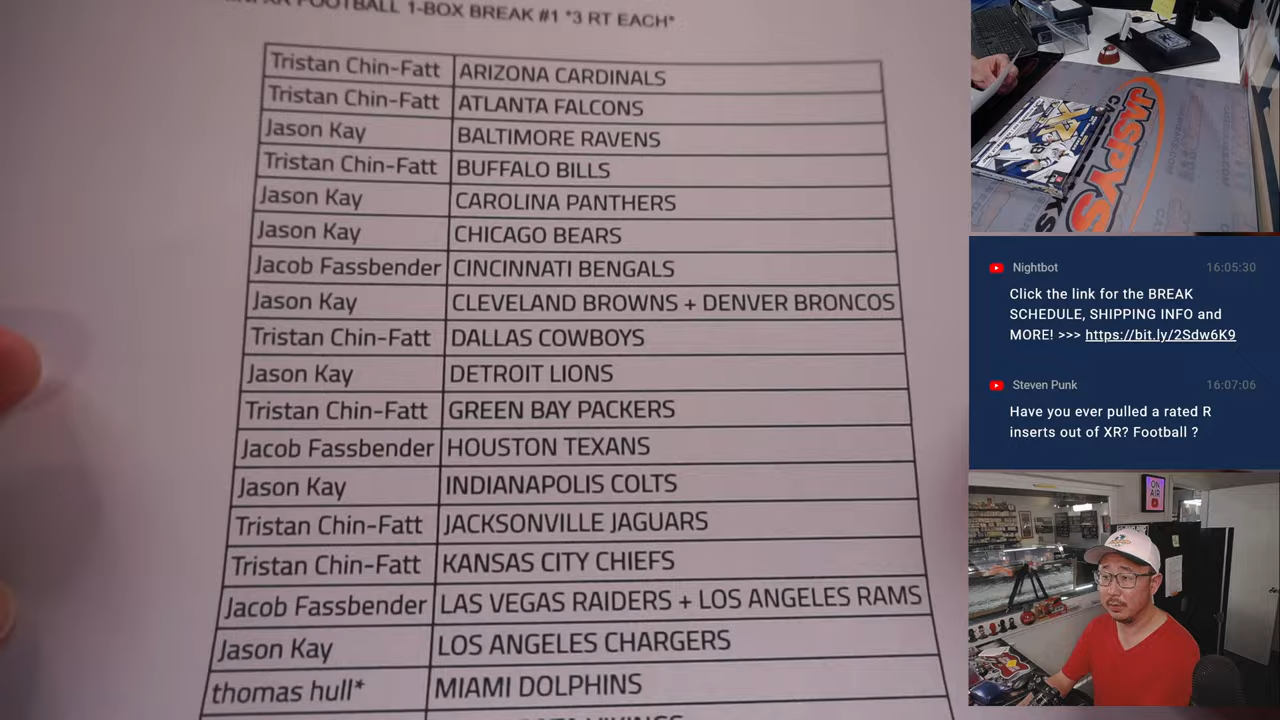 XR FOOTBALL 1-BOX BREAK #1 *3 RT EACH*
Tristan Chin-Fatt ARIZONA CARDINALS
Tristan Chin-Fatt ATLANTA FALCONS
Jason Kay BALTIMORE RAVENS
Tristan Chin-Fatt BUFFALO BILLS
Jason Kay CAROLINA PANTHERS
Jason Kay CHICAGO BEARS
Jacob Fassbender CINCINNATI BENGALS
Jason Kay CLEVELAND BROWNS + DENVER BRONCOS
Tristan Chin-Fatt DALLAS COWBOYS
Jason Kay DETROIT LIONS
Tristan Chin-Fatt GREEN BAY PACKERS
Jacob Fassbender HOUSTON TEXANS
Jason Kay INDIANAPOLIS COLTS
Tristan Chin-Fatt JACKSONVILLE JAGUARS
Tristan Chin-Fatt KANSAS CITY CHIEFS
Jacob Fassbender LAS VEGAS RAIDERS + LOS ANGELES RAMS
Jason Kay LOS ANGELES CHARGERS
thomas hull* MIAMI DOLPHINS
VIKINGS
XR
JASPYS
Nightbot 16:05:30
Click the link for the BREAK
SCHEDULE, SHIPPING INFO and
MORE! >>> https://bit.ly/2Sdw6K9
Steven Punk 16:07:06
Have you ever pulled a rated R
inserts out of XR? Football ?
ON
AIR